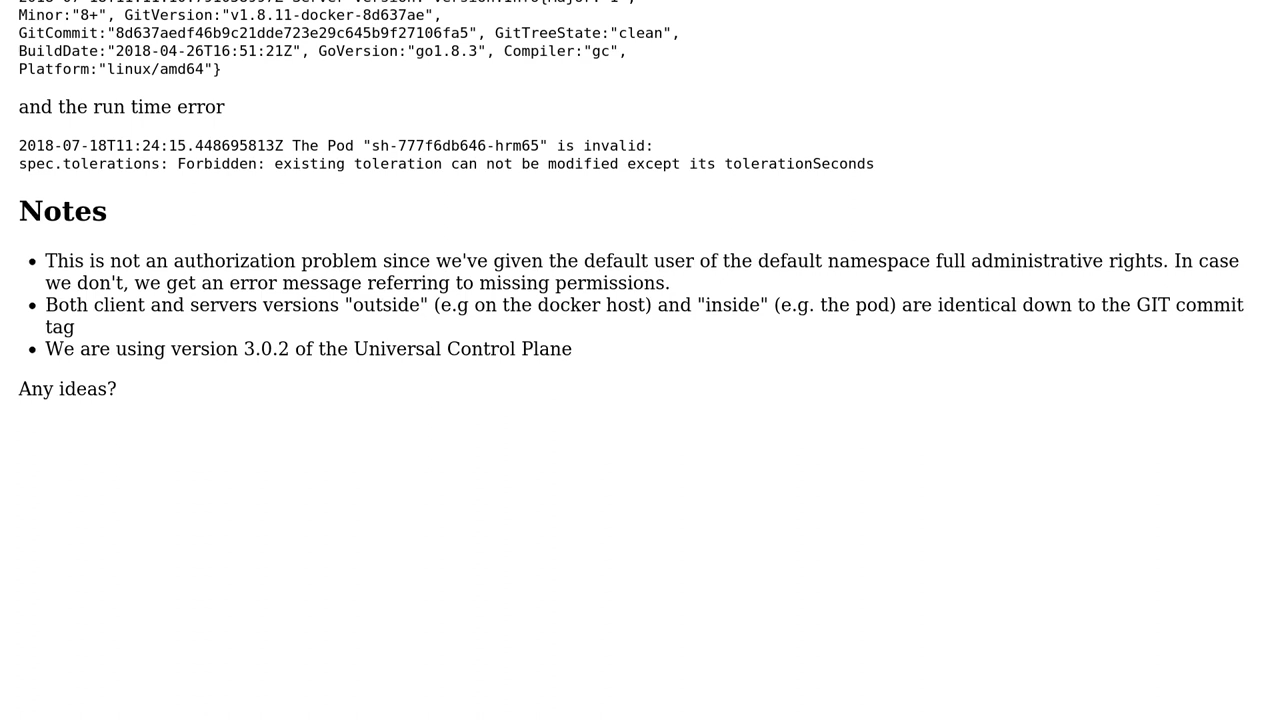 Minor:"8+", GitVersion:"v1.8.11-docker-8d637ae",
GitCommit:"8d637aedf46b9c21dde723e29c645b9f27106fa5", GitTreeState:"clean",
BuildDate:"2018-04-26T16:51:21Z", GoVersion:"go1.8.3", Compiler:"gc",
Platform:"linux/amd64"}
and the run time error
2018-07-18T11:24:15.448695813Z The Pod "sh-777f6db646-hrm65" is invalid:
spec.tolerations: Forbidden: existing toleration can not be modified except its tolerationSeconds
Notes
• This is not an authorization problem since we've given the default user of the default namespace full administrative rights. In case
we don't, we get an error message referring to missing permissions.
• Both client and servers versions "outside" (e.g on the docker host) and "inside" (e.g. the pod) are identical down to the GIT commit
tag
• We are using version 3.0.2 of the Universal Control Plane
Any ideas?